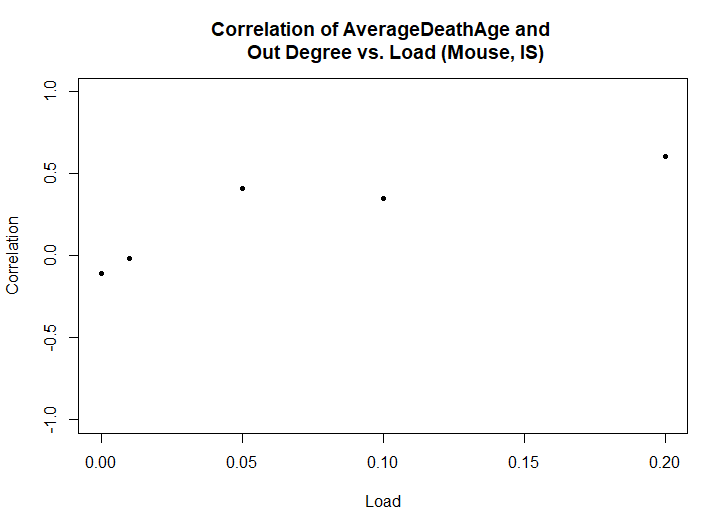 Correlation of AverageDeathAge and
Out Degree vs. Load (Mouse, IS)
1.0
0.5
0.0
-0.5
-1.0
Correlation
0.00 0.05 0.10 0.15 0.20
Load